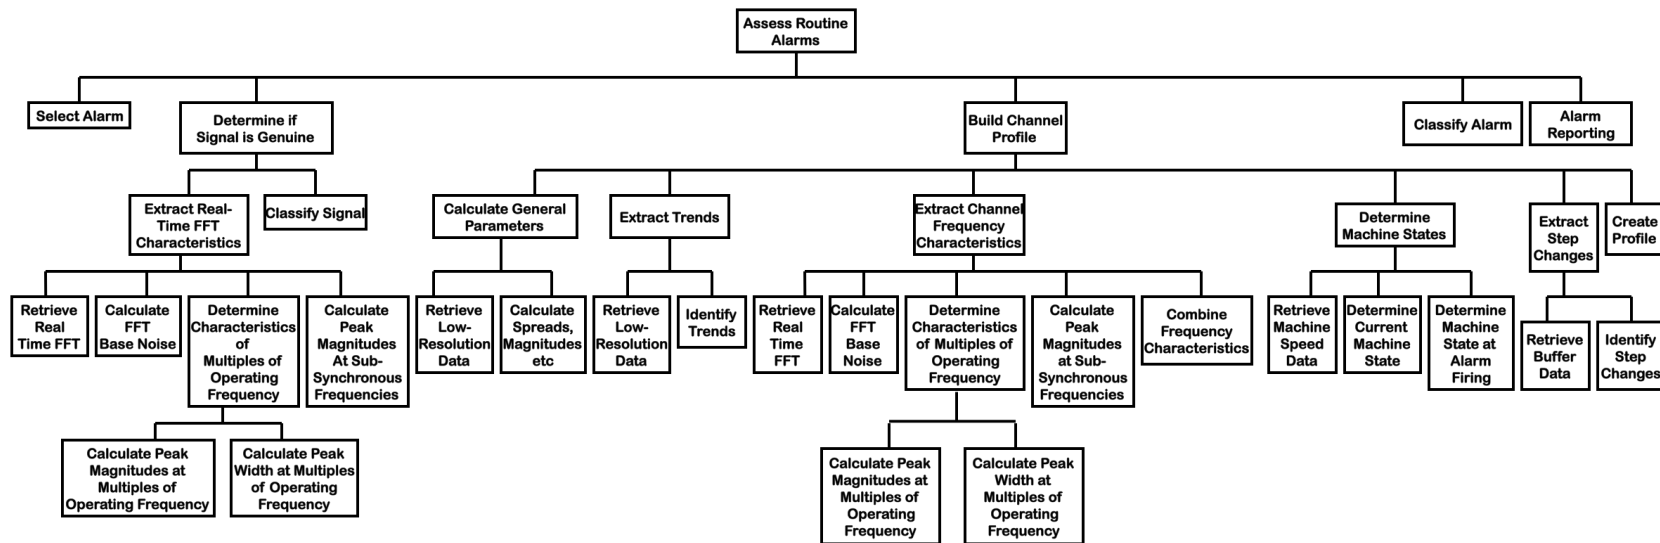 Assess Routine
Alarms
Select Alarm
Determine if
Signal is Genuine
Build Channel
Profile
Classify Alarm
Alarm
Reporting
Extract Real-
Time FFT
Characteristics
Classify Signal
Calculate General
Parameters
Extract Trends
Extract Channel
Frequency
Characteristics
Determine
Machine States
Extract
Step
Changes
Create
Profile
Retrieve
Real
Time FFT
Calculate
FFT
Base Noise
Determine
Characteristics
of
Multiples of
Operating
Frequency
Calculate
Peak
Magnitudes
At Sub-
Synchronous
Frequencies
Retrieve
Low-
Resolution
Data
Calculate
Spreads,
Magnitudes
etc
Retrieve
Low-
Resolution
Data
Identify
Trends
Retrieve
Real
Time
FFT
Calculate
FFT
Base
Noise
Determine
Characteristics
of Multiples of
Operating
Frequency
Calculate
Peak
Magnitudes
at Sub-
Synchronous
Frequencies
Combine
Frequency
Characteristics
Retrieve
Machine
Speed
Data
Determine
Current
Machine
State
Determine
Machine
State at
Alarm
Firing
Retrieve
Buffer
Data
Identify
Step
Changes
Calculate Peak
Magnitudes at
Multiples of
Operating Frequency
Calculate Peak
Width at Multiples
of Operating
Frequency
Calculate Peak
Magnitudes at
Multiples of
Operating
Frequency
Calculate Peak
Width at
Multiples of
Operating
Frequency